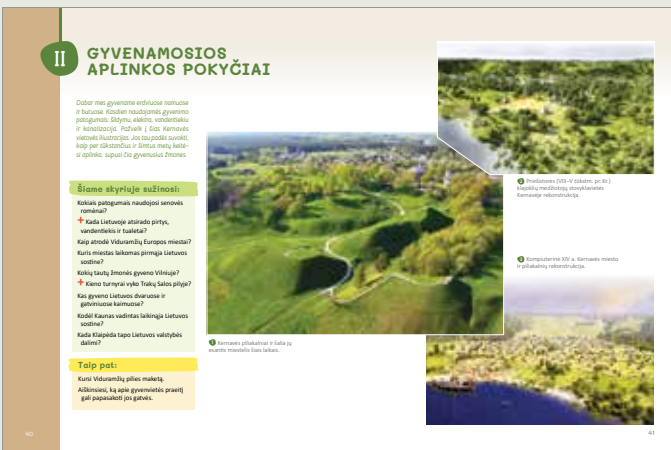 II
GYVENAMOSIOS
APLINKOS POKYČIAI
Dabar mes gyvename erdviuose namuose
ir butuose. Kasdien naudojamės gyvenimo
patogumais: šildymu, elektra, vandentiekiu
ir kanalizacija. Pažvelk į šias Kernavės
vietovės iliustracijas. Jos tau padės suvokti,
kaip per tūkstančius ir šimtus metų keitė-
si aplinka, supusi čia gyvenusius žmones.
Šiame skyriuje sužinosi:
Kokiais patogumais naudojosi senovės
romėnai?
+ Kada Lietuvoje atsirado pirtys,
vandentiekis ir tualetai?
Kaip atrodė Viduramžių Europos miestai?
Kuris miestas laikomas pirmąja Lietuvos
sostine?
Kokių tautų žmonės gyveno Vilniuje?
+ Kieno turnyrai vyko Trakų Salos pilyje?
Kas gyveno Lietuvos dvaruose ir
gatviniuose kaimuose?
Kodėl Kaunas vadintas laikinąja Lietuvos
sostine?
Kada Klaipėda tapo Lietuvos valstybės
dalimi?
Taip pat:
Kursi Viduramžių pilies maketą.
Aiškinsiesi, ką apie gyvenvietės praeitį
gali papasakoti jos gatvės.
1 Kernavės piliakalniai ir šalia jų
esantis miestelis šiais laikais.
2 Priešistorės (VIII–V tūkstm. pr. Kr.)
klajoklių medžiotojų stovyklavietės
Kernavėje rekonstrukcija.
3 Kompiuterinė XIV a. Kernavės miesto
ir piliakalnių rekonstrukcija.
40
41